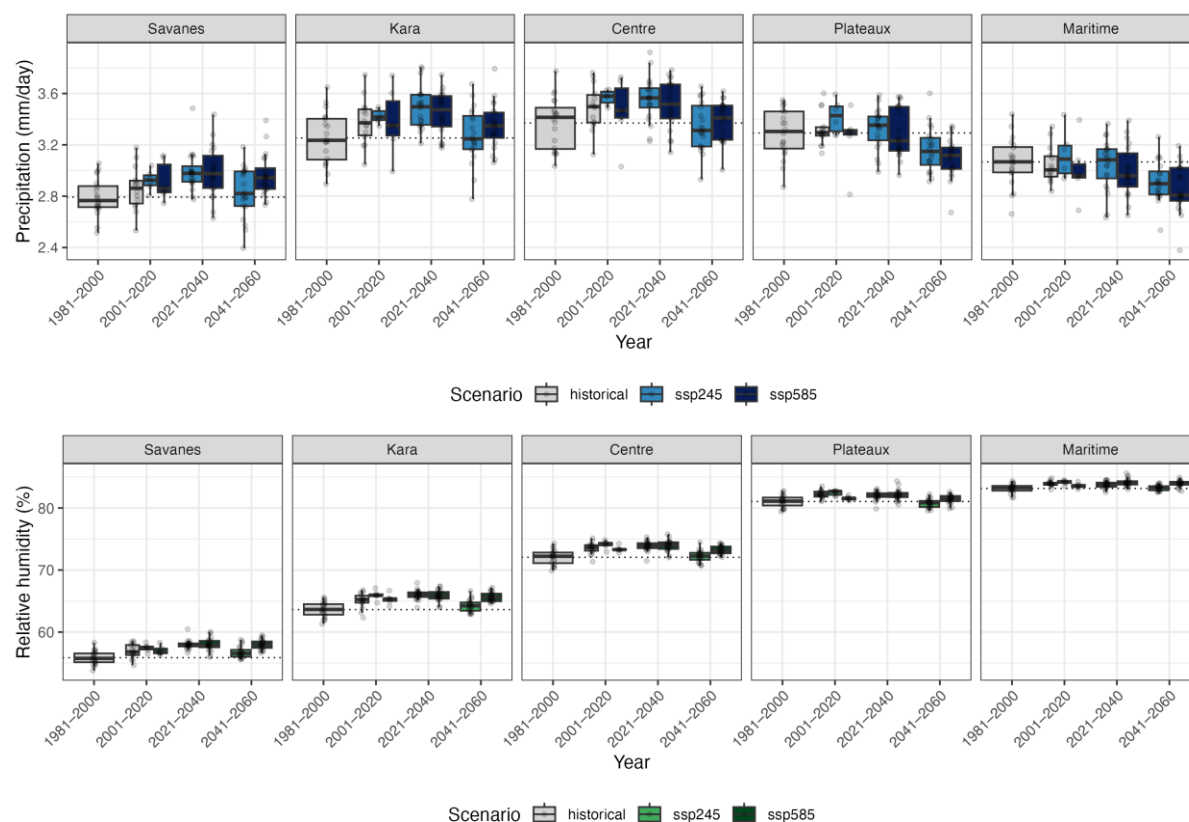 Savanes
Kara
Centre
Plateaux
Maritime
Precipitation (mm/day)
3.6
3.2
2.8
2.4
1981–2000
2001–2020
2021–2040
2041–2060
1981–2000
2001–2020
2021–2040
2041–2060
1981–2000
2001–2020
2021–2040
2041–2060
1981–2000
2001–2020
2021–2040
2041–2060
1981–2000
2001–2020
2021–2040
2041–2060
Year
Scenario historical ssp245 ssp585
Savanes
Kara
Centre
Plateaux
Maritime
Relative humidity (%)
80
70
60
1981–2000
2001–2020
2021–2040
2041–2060
1981–2000
2001–2020
2021–2040
2041–2060
1981–2000
2001–2020
2021–2040
2041–2060
1981–2000
2001–2020
2021–2040
2041–2060
1981–2000
2001–2020
2021–2040
2041–2060
Year
Scenario historical ssp245 ssp585